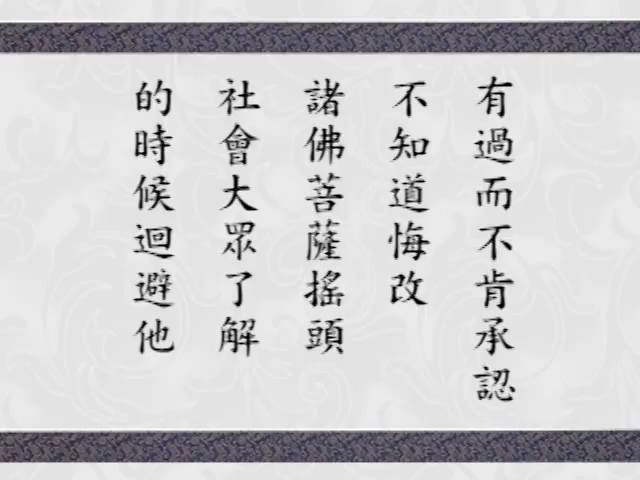 有過而不肯承認
不知道悔改
諸佛菩薩搖頭
社會大眾了解
的時候迴避他